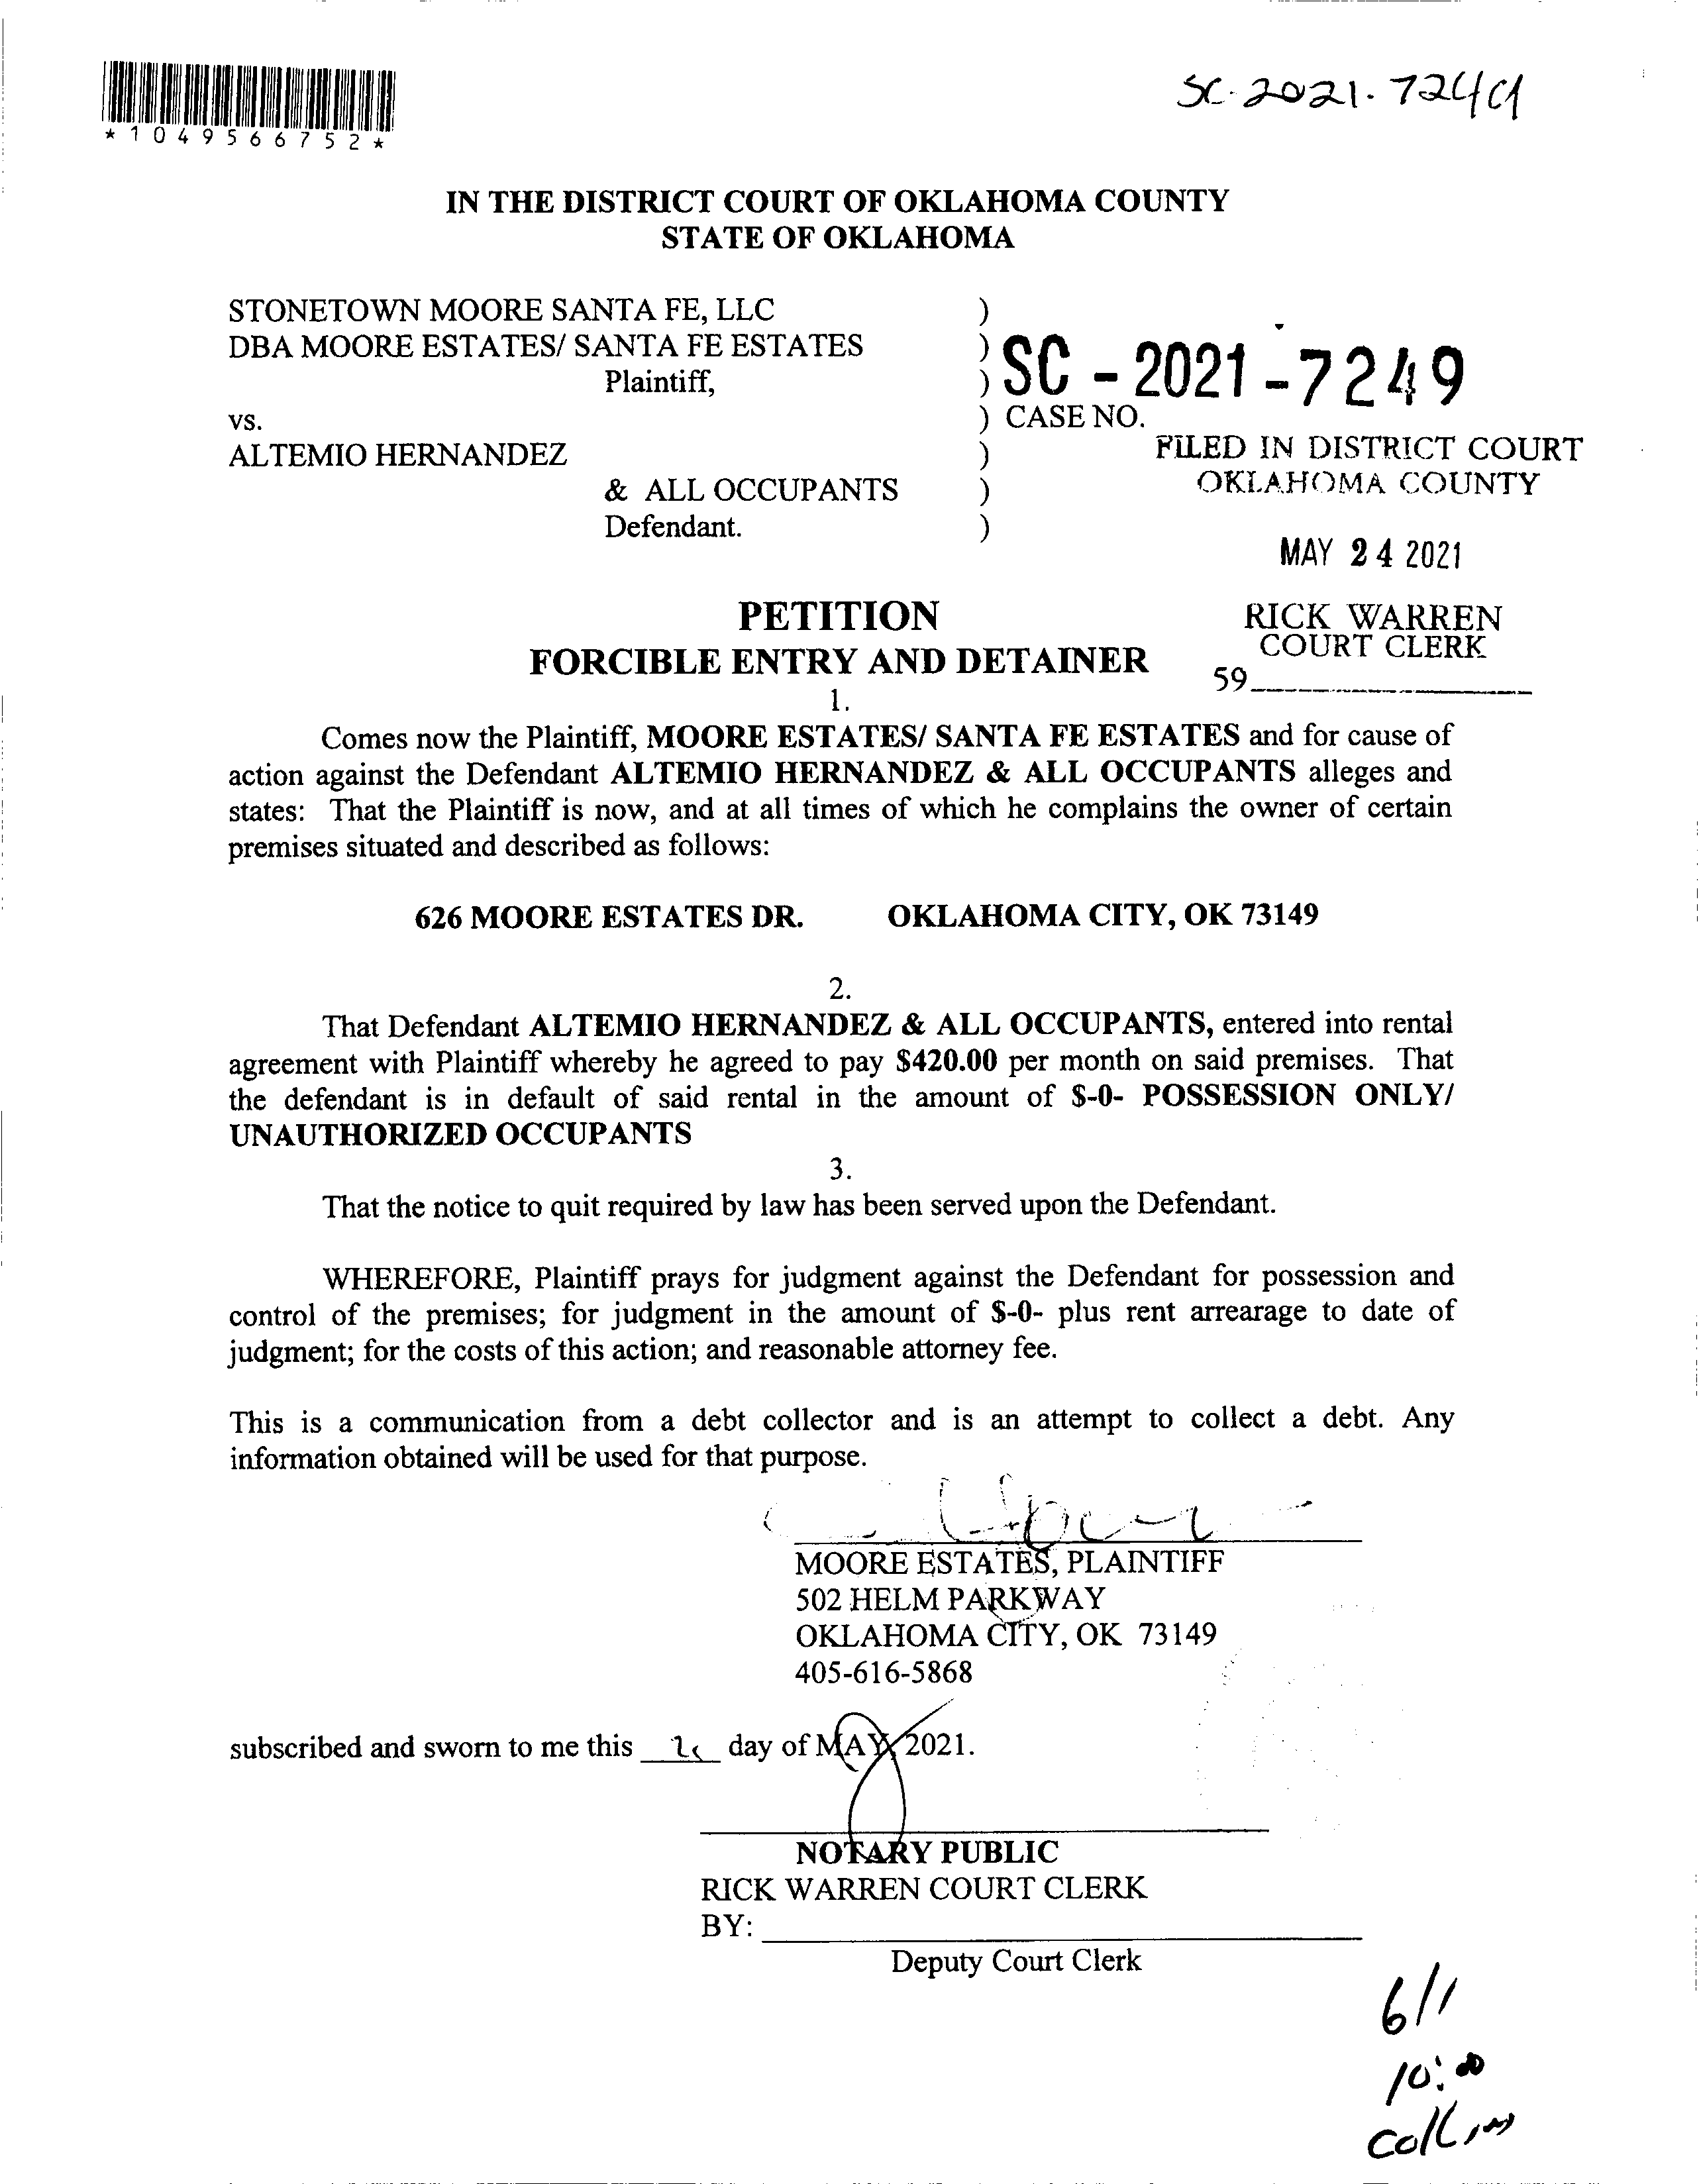 SC-2021-7249
*1049566752*
IN THE DISTRICT COURT OF OKLAHOMA COUNTY
STATE OF OKLAHOMA
STONETOWN MOORE SANTA FE, LLC )
DBA MOORE ESTATES/ SANTA FE ESTATES ) SC - 2021 - 7249
Plaintiff, )
vs. ) CASE NO.
ALTEMIO HERNANDEZ ) FILED IN DISTRICT COURT
& ALL OCCUPANTS ) OKLAHOMA COUNTY
Defendant. )
MAY 24 2021
PETITION RICK WARREN
FORCIBLE ENTRY AND DETAINER COURT CLERK
59
1.
Comes now the Plaintiff, MOORE ESTATES/ SANTA FE ESTATES and for cause of
action against the Defendant ALTEMIO HERNANDEZ & ALL OCCUPANTS alleges and
states: That the Plaintiff is now, and at all times of which he complains the owner of certain
premises situated and described as follows:
626 MOORE ESTATES DR. OKLAHOMA CITY, OK 73149
2.
That Defendant ALTEMIO HERNANDEZ & ALL OCCUPANTS, entered into rental
agreement with Plaintiff whereby he agreed to pay $420.00 per month on said premises. That
the defendant is in default of said rental in the amount of $-0- POSSESSION ONLY/
UNAUTHORIZED OCCUPANTS
3.
That the notice to quit required by law has been served upon the Defendant.
WHEREFORE, Plaintiff prays for judgment against the Defendant for possession and
control of the premises; for judgment in the amount of $-0- plus rent arrearage to date of
judgment; for the costs of this action; and reasonable attorney fee.
This is a communication from a debt collector and is an attempt to collect a debt. Any
information obtained will be used for that purpose.
MOORE ESTATES, PLAINTIFF
502 HELM PARKWAY
OKLAHOMA CITY, OK 73149
405-616-5868
subscribed and sworn to me this day of MAY, 2021.
NOTARY PUBLIC
RICK WARREN COURT CLERK
BY:
Deputy Court Clerk
6/1
10:00
Collins